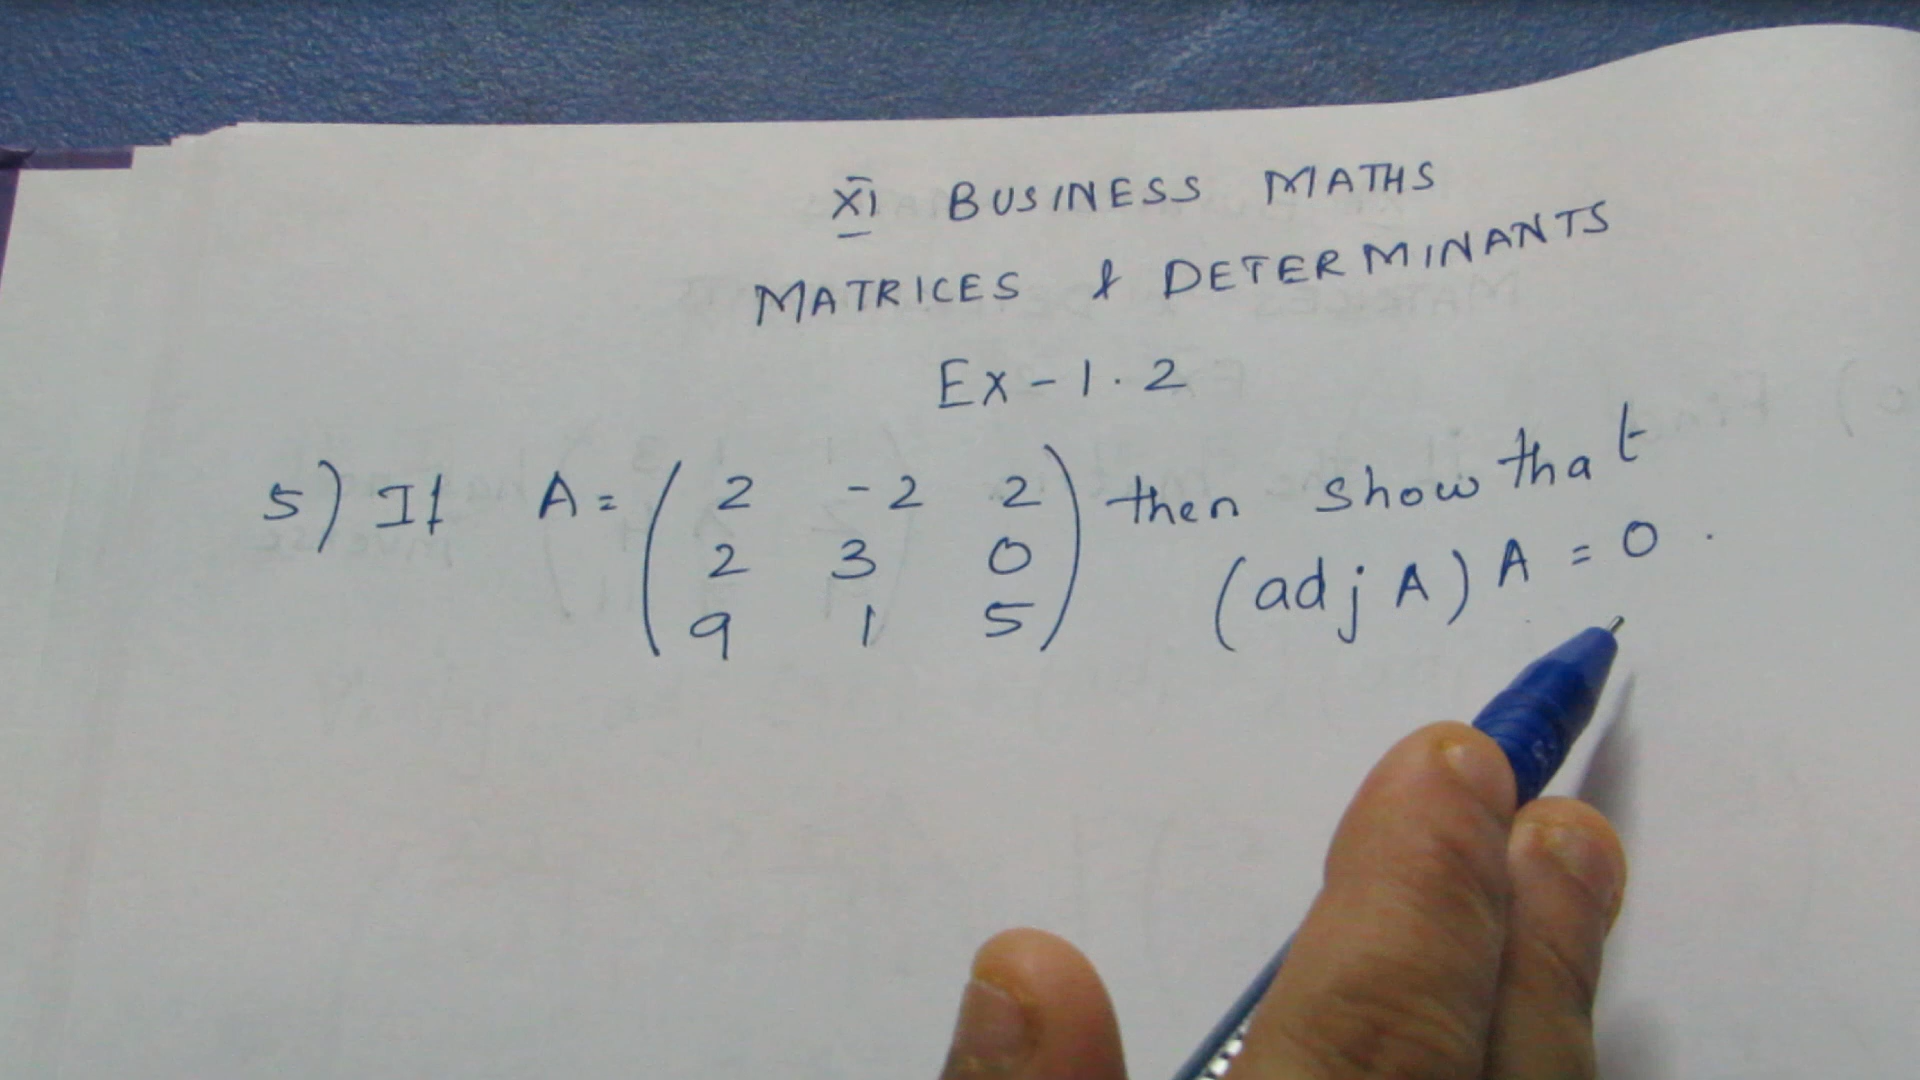 XI BUSINESS MATHS
MATRICES & DETERMINANTS
Ex - 1.2
5) If A = ( 2 -2 2 ) then show that
2 3 0 (adj A) A = 0.
9 1 5